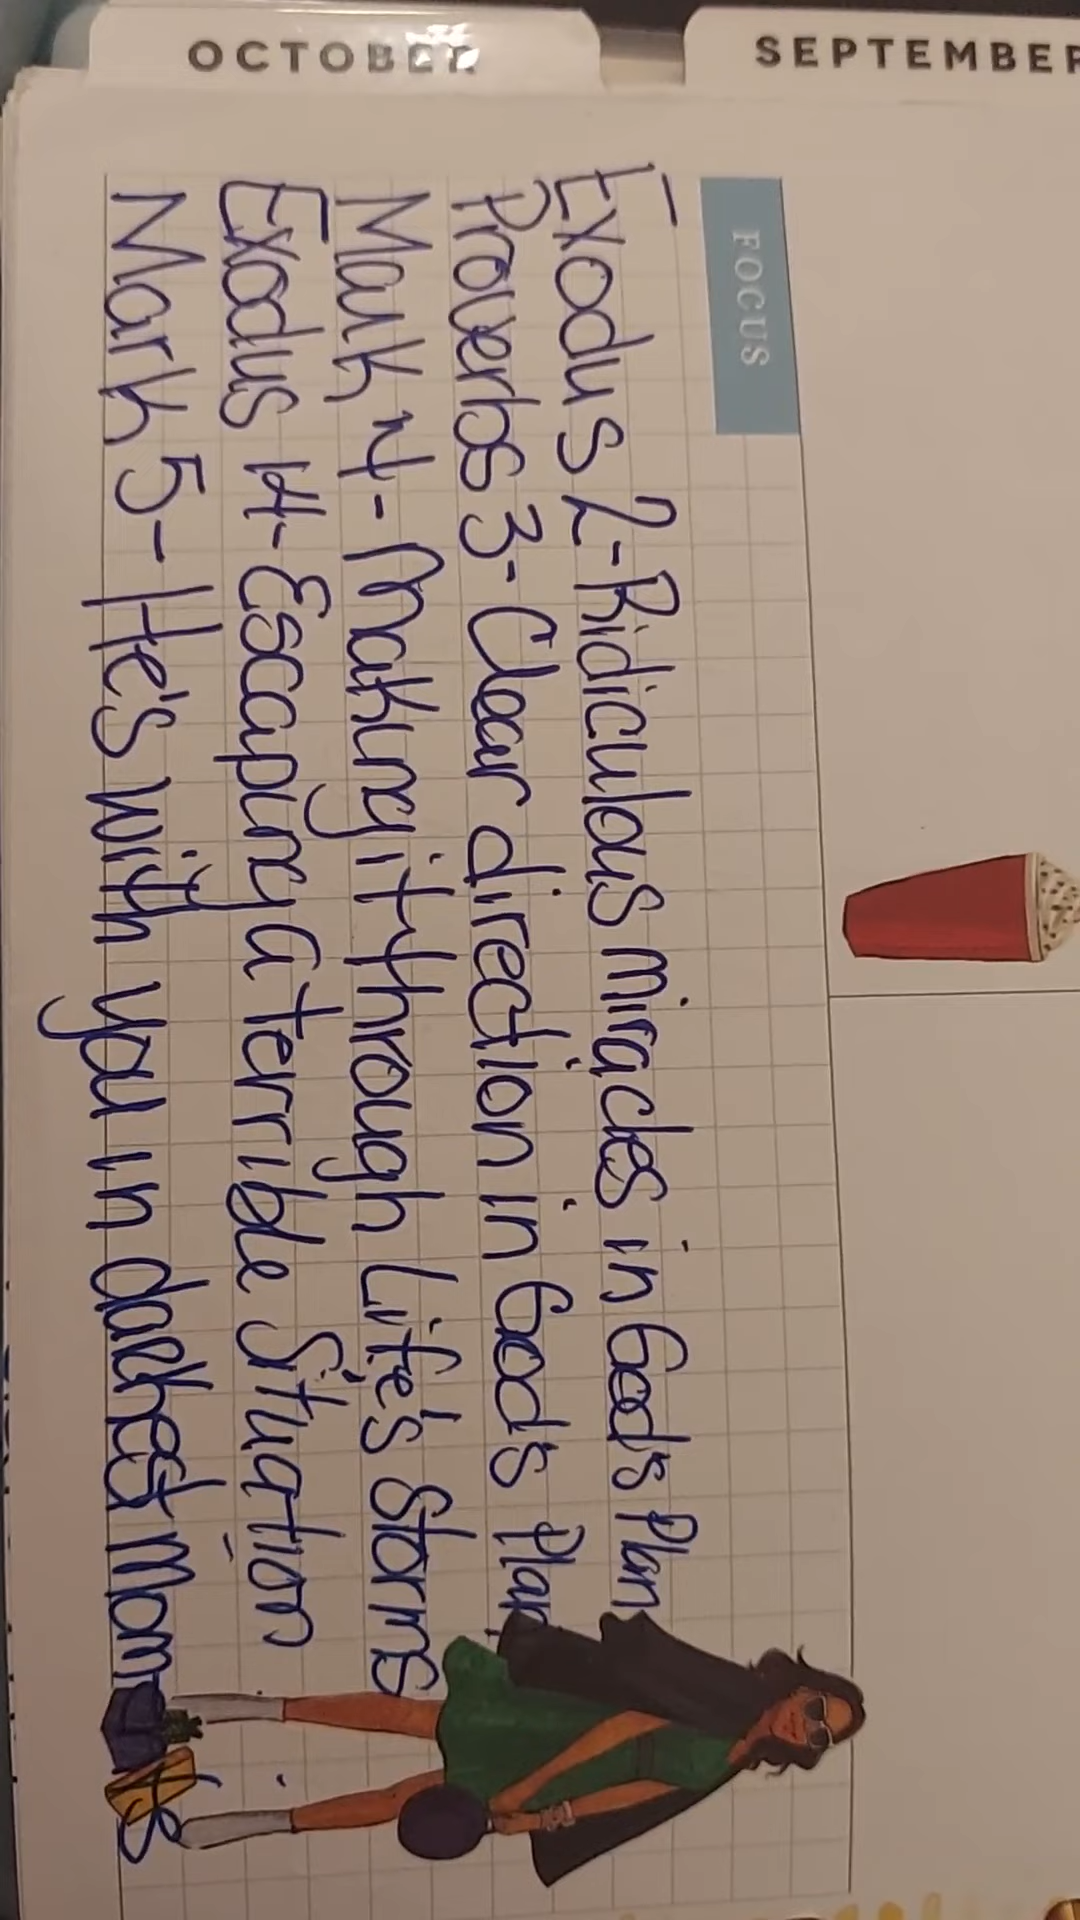 OCTOBER
SEPTEMBER
FOCUS
Exodus 2-Ridiculous miracles in God's Plan
Proverbs 3-Clear direction in God's Plan
Mark 4-Making it through Life's Storms
Exodus 14-Escaping a terrible Situation
Mark 5-He's with you in darkest Moments